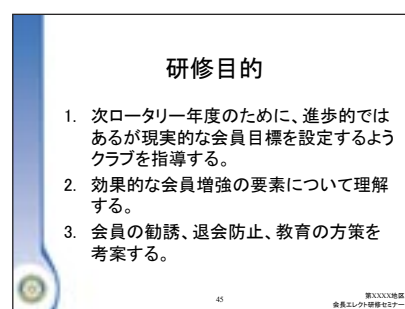 研修目的
1. 次ロータリー年度のために、進歩的では
あるが現実的な会員目標を設定するよう
クラブを指導する。
2. 効果的な会員増強の要素について理解
する。
3. 会員の勧誘、退会防止、教育の方策を
考案する。
45
第XXXX地区
会長エレクト研修セミナー